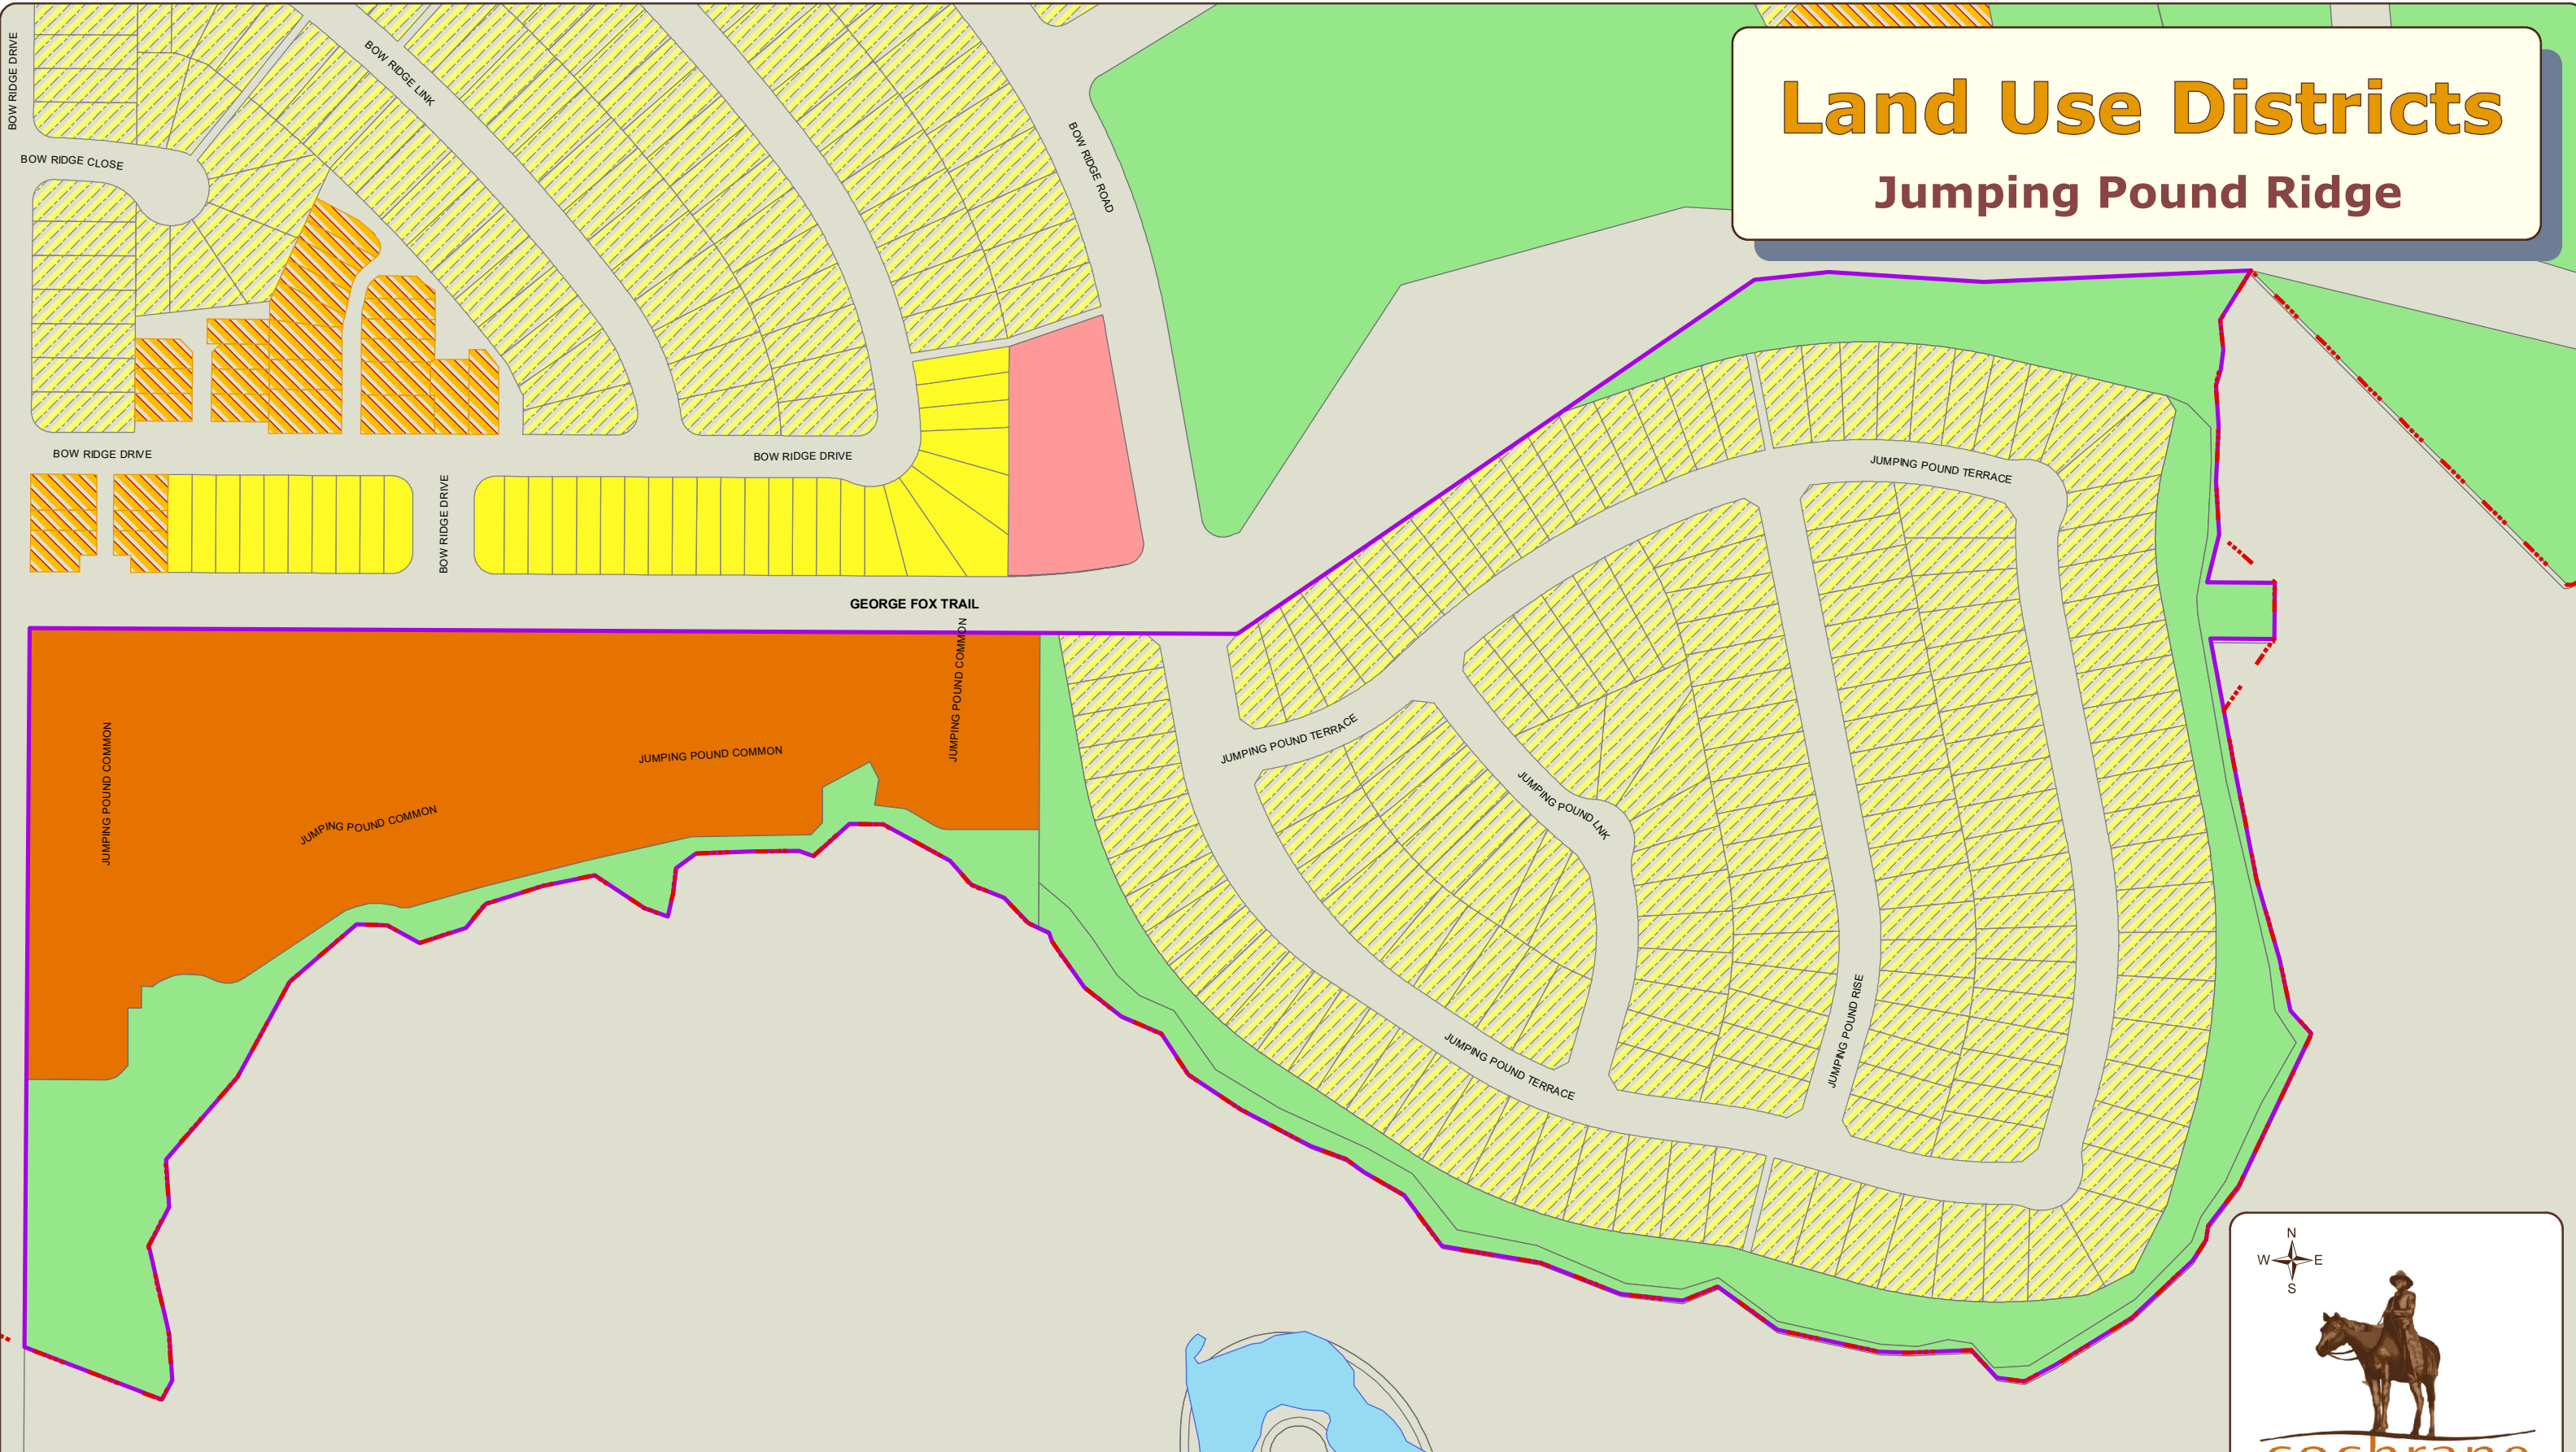 Land Use Districts
Jumping Pound Ridge
BOW RIDGE DRIVE
BOW RIDGE LINK
BOW RIDGE CLOSE
BOW RIDGE ROAD
BOW RIDGE DRIVE
BOW RIDGE DRIVE
BOW RIDGE DRIVE
GEORGE FOX TRAIL
JUMPING POUND COMMON
JUMPING POUND COMMON
JUMPING POUND COMMON
JUMPING POUND COMMON
JUMPING POUND TERRACE
JUMPING POUND TERRACE
JUMPING POUND LNK
JUMPING POUND RISE
JUMPING POUND TERRACE
N
W E
S
cochrane